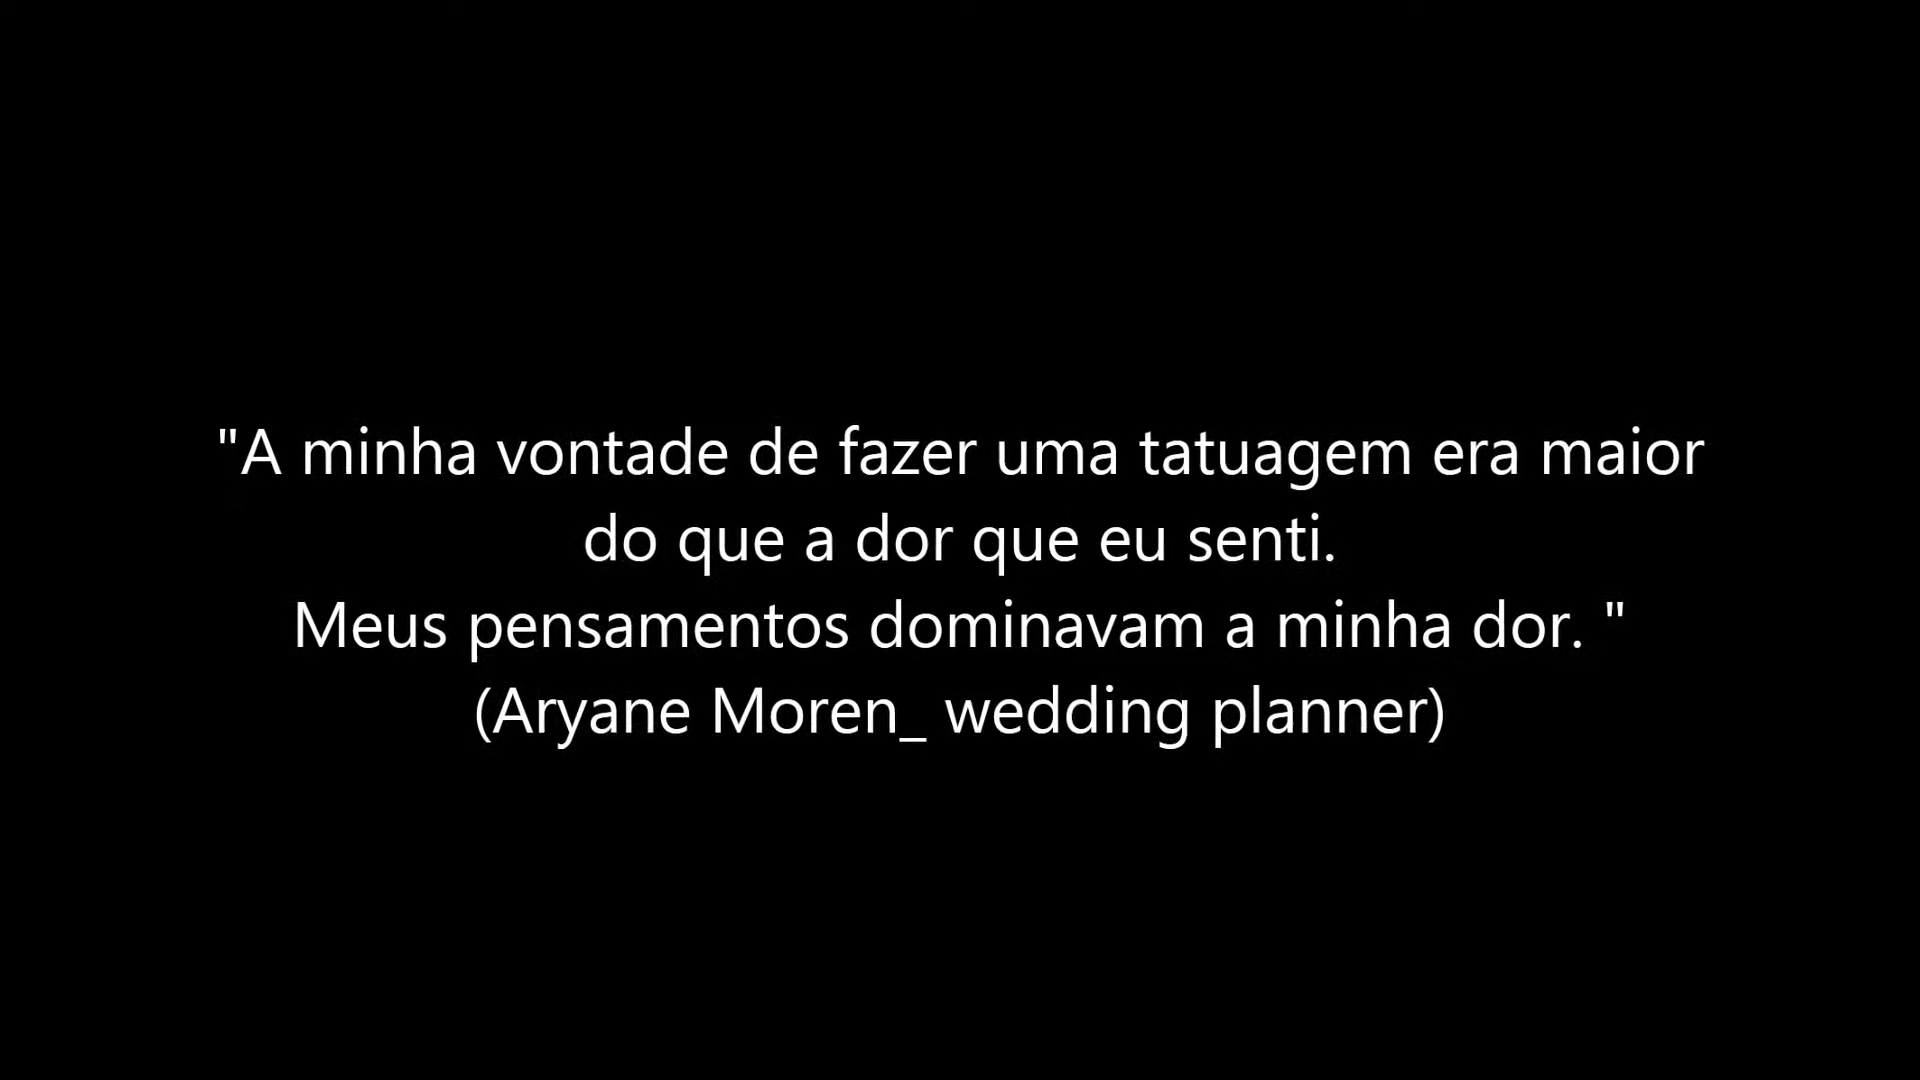 "A minha vontade de fazer uma tatuagem era maior
do que a dor que eu senti.
Meus pensamentos dominavam a minha dor. "
(Aryane Moren_ wedding planner)